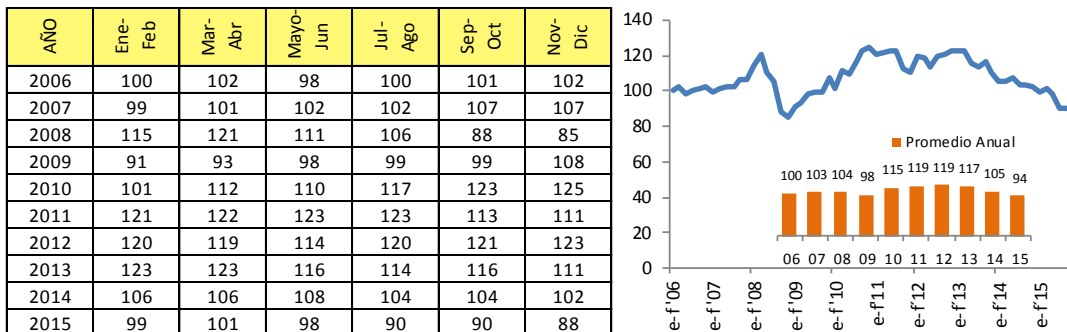 AÑO Ene-Feb Mar-Abr Mayo-Jun Jul-Ago Sep-Oct Nov-Dic
2006 100 102 98 100 101 102
2007 99 101 102 102 107 107
2008 115 121 111 106 88 85
2009 91 93 98 99 99 108
2010 101 112 110 117 123 125
2011 121 122 123 123 113 111
2012 120 119 114 120 121 123
2013 123 123 116 114 116 111
2014 106 106 108 104 104 102
2015 99 101 98 90 90 88
140
120
100
80
60
40
20
0
Promedio Anual
100 103 104 98 115 119 119 117 105 94
06 07 08 09 10 11 12 13 14 15
e-f'06 e-f'07 e-f'08 e-f'09 e-f'10 e-f'11 e-f'12 e-f'13 e-f'14 e-f'15